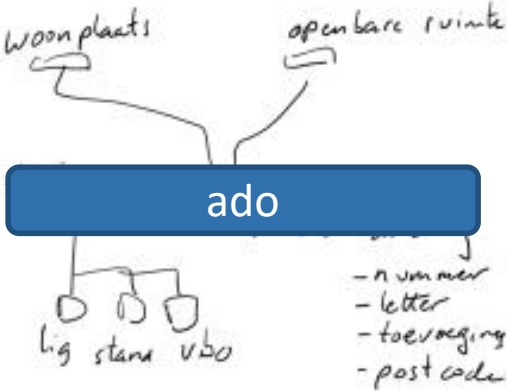 woonplaats
openbare ruimte
ado
- nummer
- letter
- toevoeging
- postcode
lig stand vbo